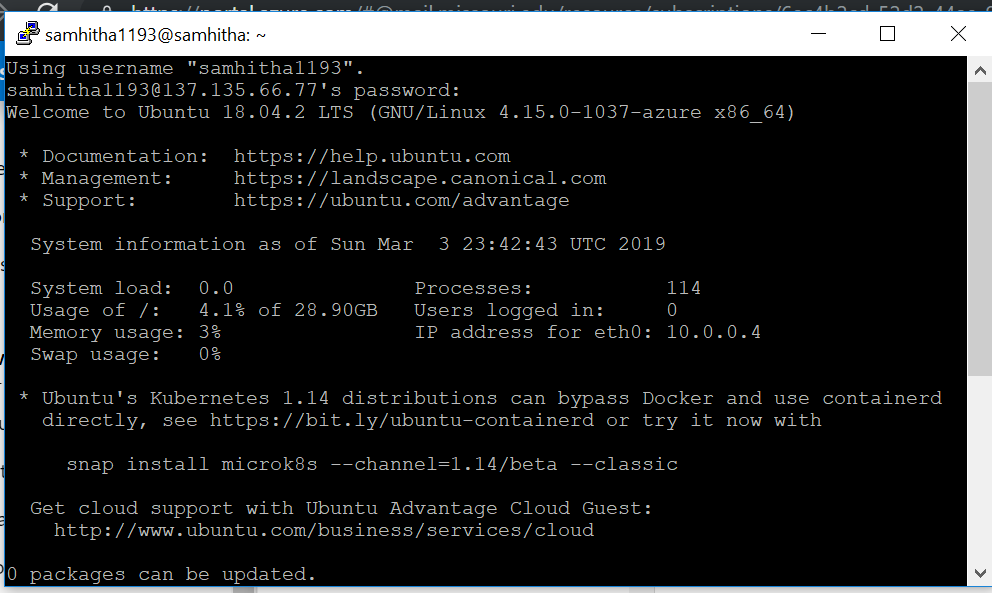 samhitha1193@samhitha: ~
Using username "samhitha1193".
samhitha1193@137.135.66.77's password:
Welcome to Ubuntu 18.04.2 LTS (GNU/Linux 4.15.0-1037-azure x86_64)
* Documentation: https://help.ubuntu.com
* Management: https://landscape.canonical.com
* Support: https://ubuntu.com/advantage
System information as of Sun Mar 3 23:42:43 UTC 2019
System load: 0.0 Processes: 114
Usage of /: 4.1% of 28.90GB Users logged in: 0
Memory usage: 3% IP address for eth0: 10.0.0.4
Swap usage: 0%
* Ubuntu's Kubernetes 1.14 distributions can bypass Docker and use containerd
directly, see https://bit.ly/ubuntu-containerd or try it now with
snap install microk8s --channel=1.14/beta --classic
Get cloud support with Ubuntu Advantage Cloud Guest:
http://www.ubuntu.com/business/services/cloud
0 packages can be updated.